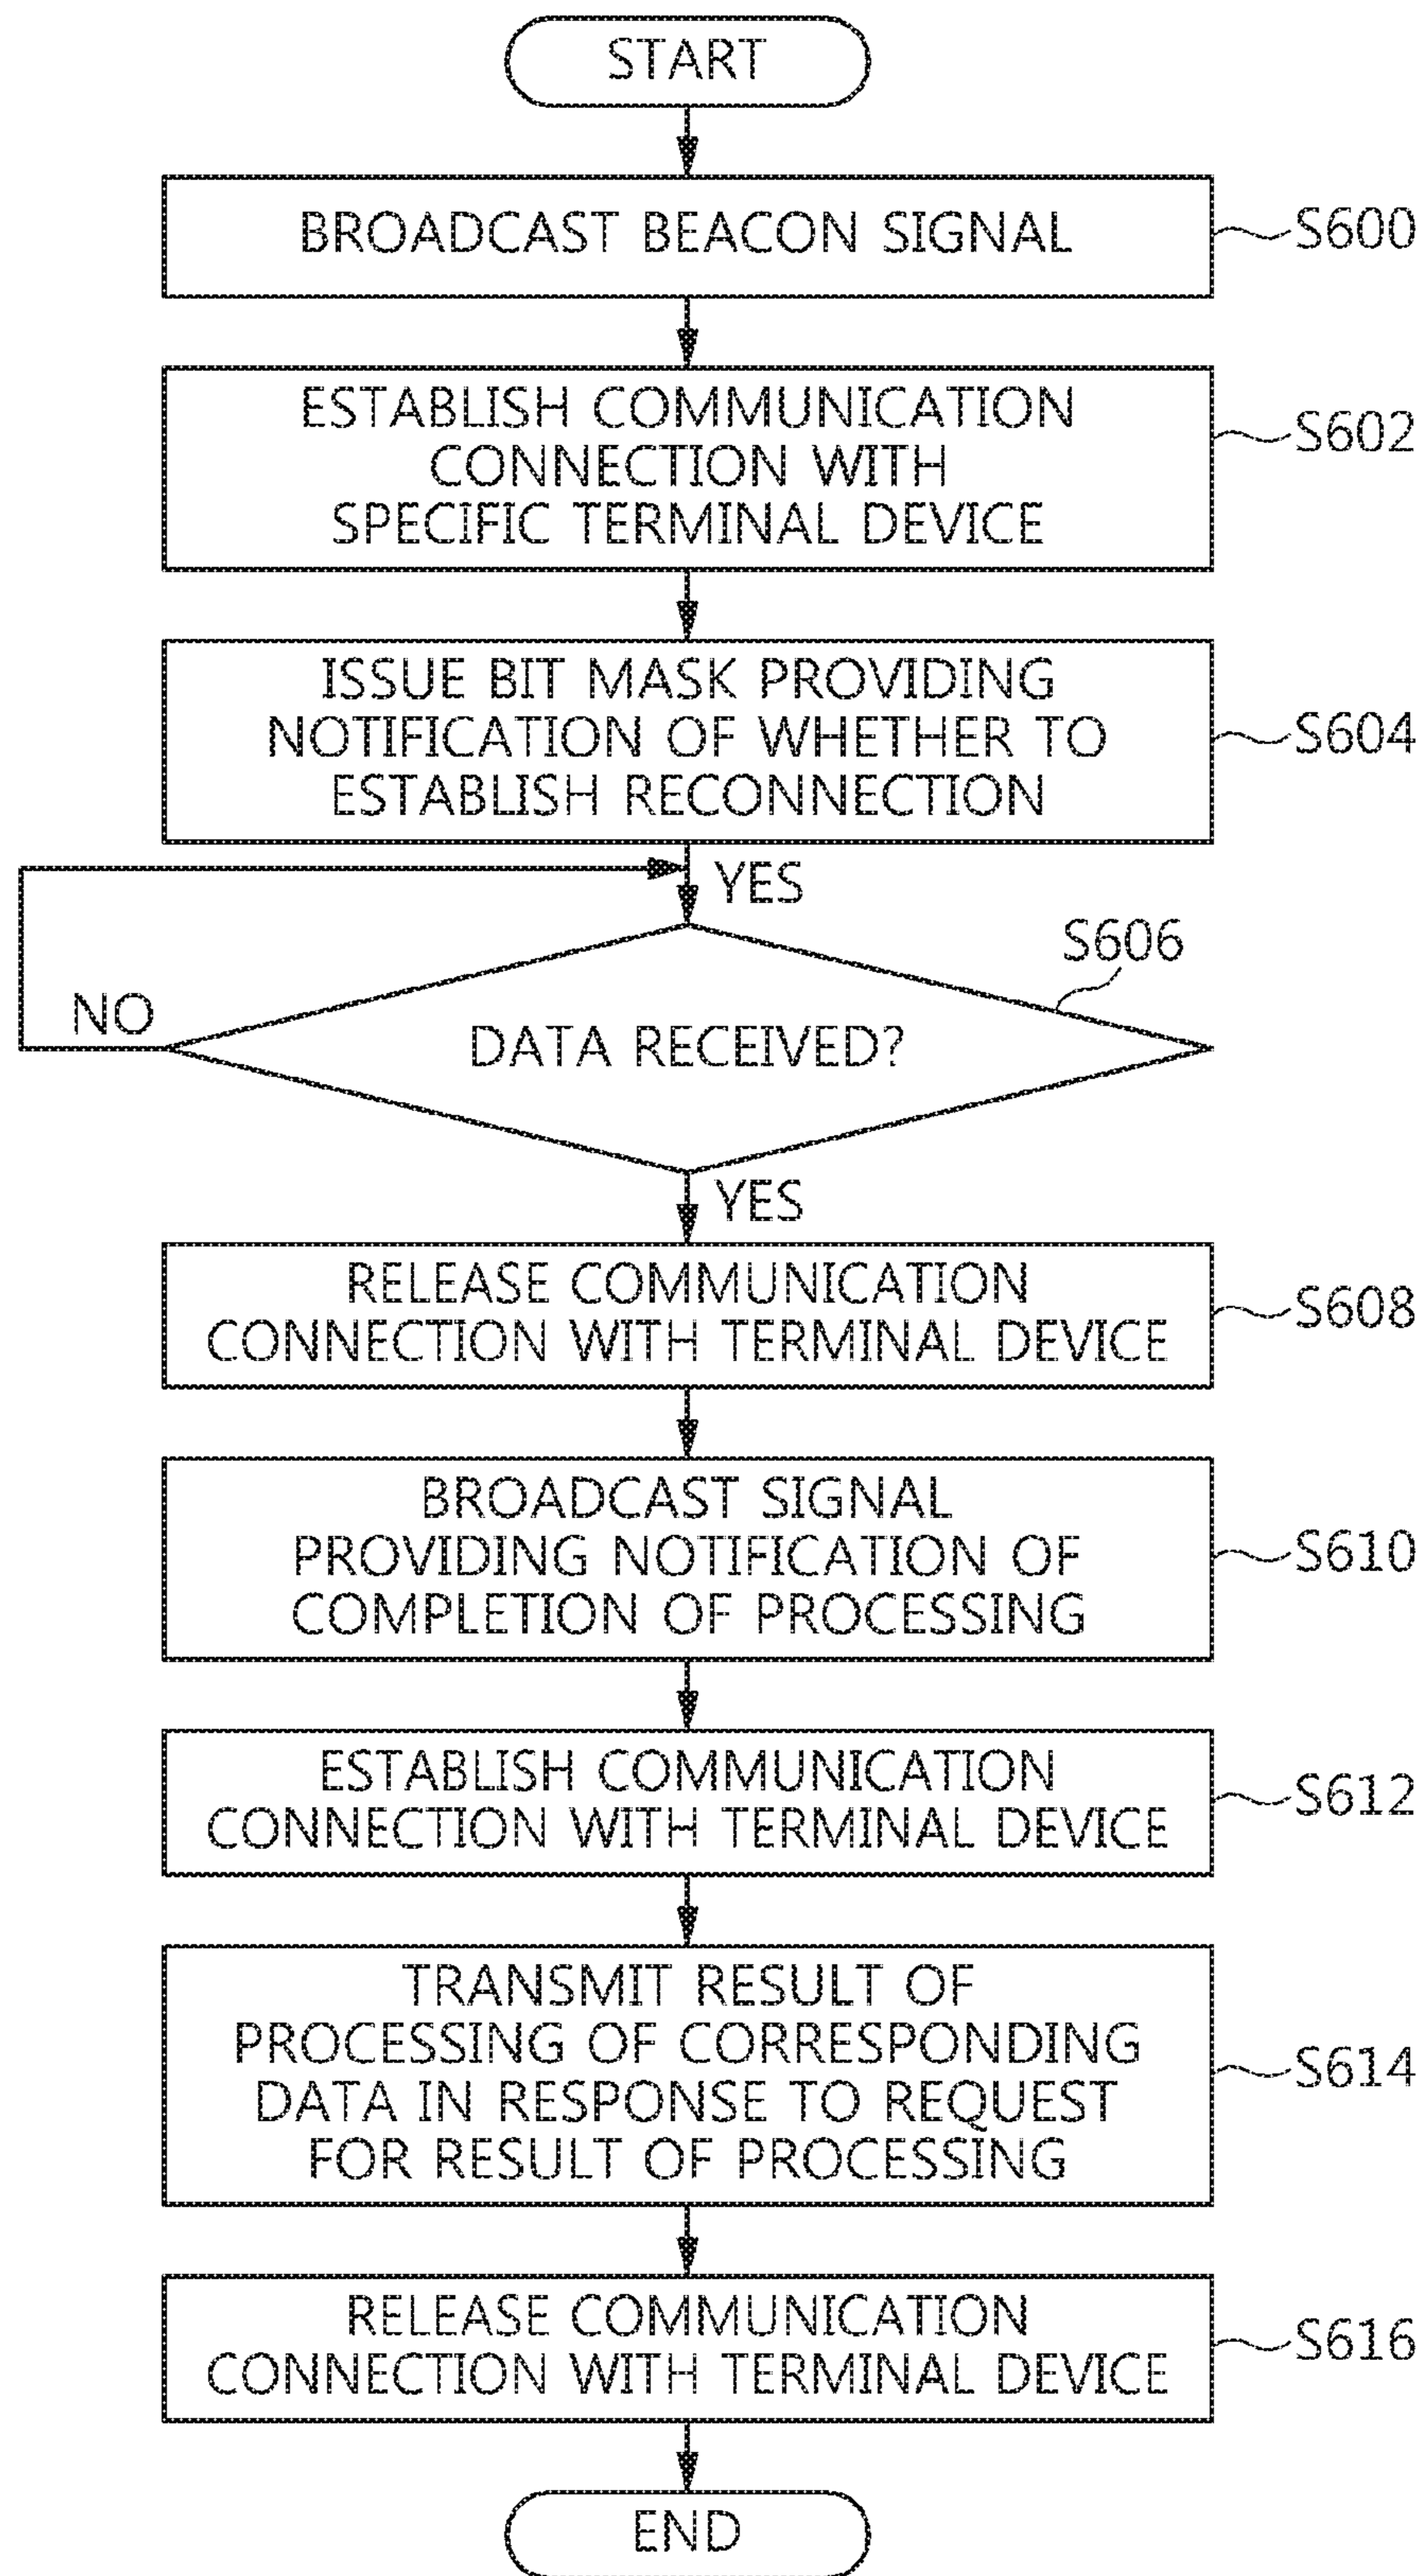 START
BROADCAST BEACON SIGNAL
S600
ESTABLISH COMMUNICATION
CONNECTION WITH
SPECIFIC TERMINAL DEVICE
S602
ISSUE BIT MASK PROVIDING
NOTIFICATION OF WHETHER TO
ESTABLISH RECONNECTION
S604
YES
S606
NO
DATA RECEIVED?
YES
RELEASE COMMUNICATION
CONNECTION WITH TERMINAL DEVICE
S608
BROADCAST SIGNAL
PROVIDING NOTIFICATION OF
COMPLETION OF PROCESSING
S610
ESTABLISH COMMUNICATION
CONNECTION WITH TERMINAL DEVICE
S612
TRANSMIT RESULT OF
PROCESSING OF CORRESPONDING
DATA IN RESPONSE TO REQUEST
FOR RESULT OF PROCESSING
S614
RELEASE COMMUNICATION
CONNECTION WITH TERMINAL DEVICE
S616
END